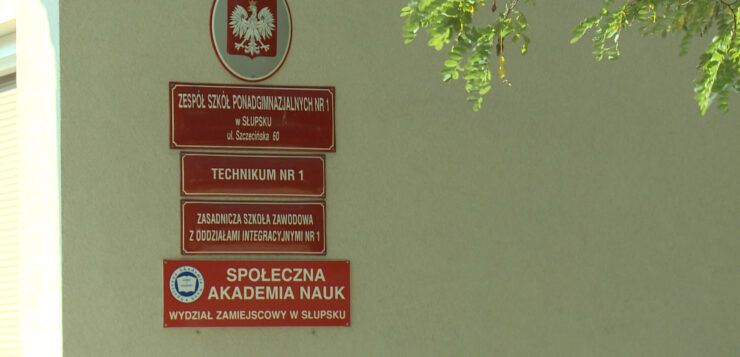 ZESPÓŁ SZKÓŁ PONADGIMNAZJALNYCH NR 1
w SŁUPSKU
ul. Szczecińska 60
TECHNIKUM NR 1
ZASADNICZA SZKOŁA ZAWODOWA
Z ODDZIAŁAMI INTEGRACYJNYMI NR 1
SPOŁECZNA
AKADEMIA NAUK
WYDZIAŁ ZAMIEJSCOWY W SŁUPSKU